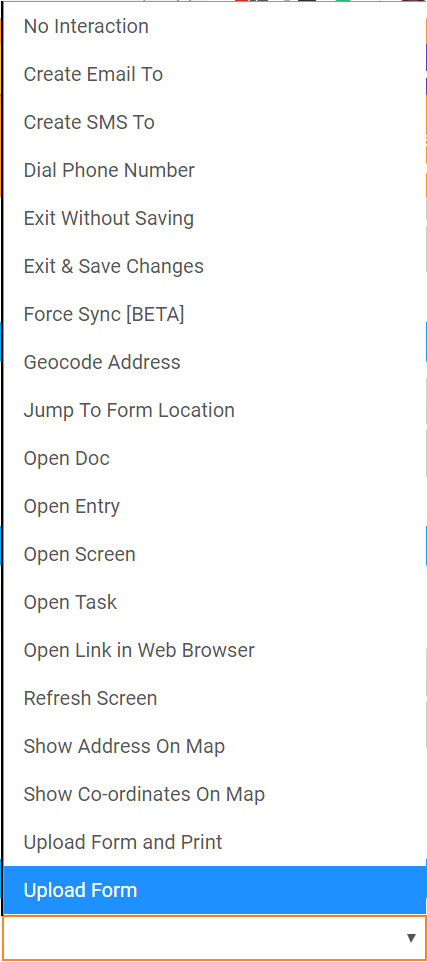 No Interaction
Create Email To
Create SMS To
Dial Phone Number
Exit Without Saving
Exit & Save Changes
Force Sync [BETA]
Geocode Address
Jump To Form Location
Open Doc
Open Entry
Open Screen
Open Task
Open Link in Web Browser
Refresh Screen
Show Address On Map
Show Co-ordinates On Map
Upload Form and Print
Upload Form